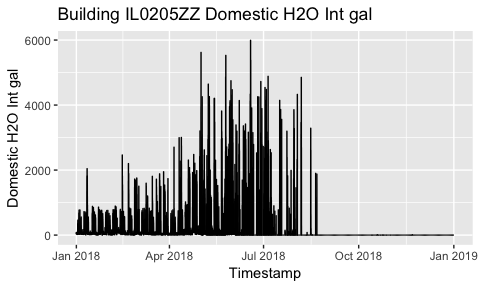 Building IL0205ZZ Domestic H2O Int gal
6000
4000
2000
0
Domestic H2O Int gal
Jan 2018
Apr 2018
Jul 2018
Oct 2018
Jan 2019
Timestamp